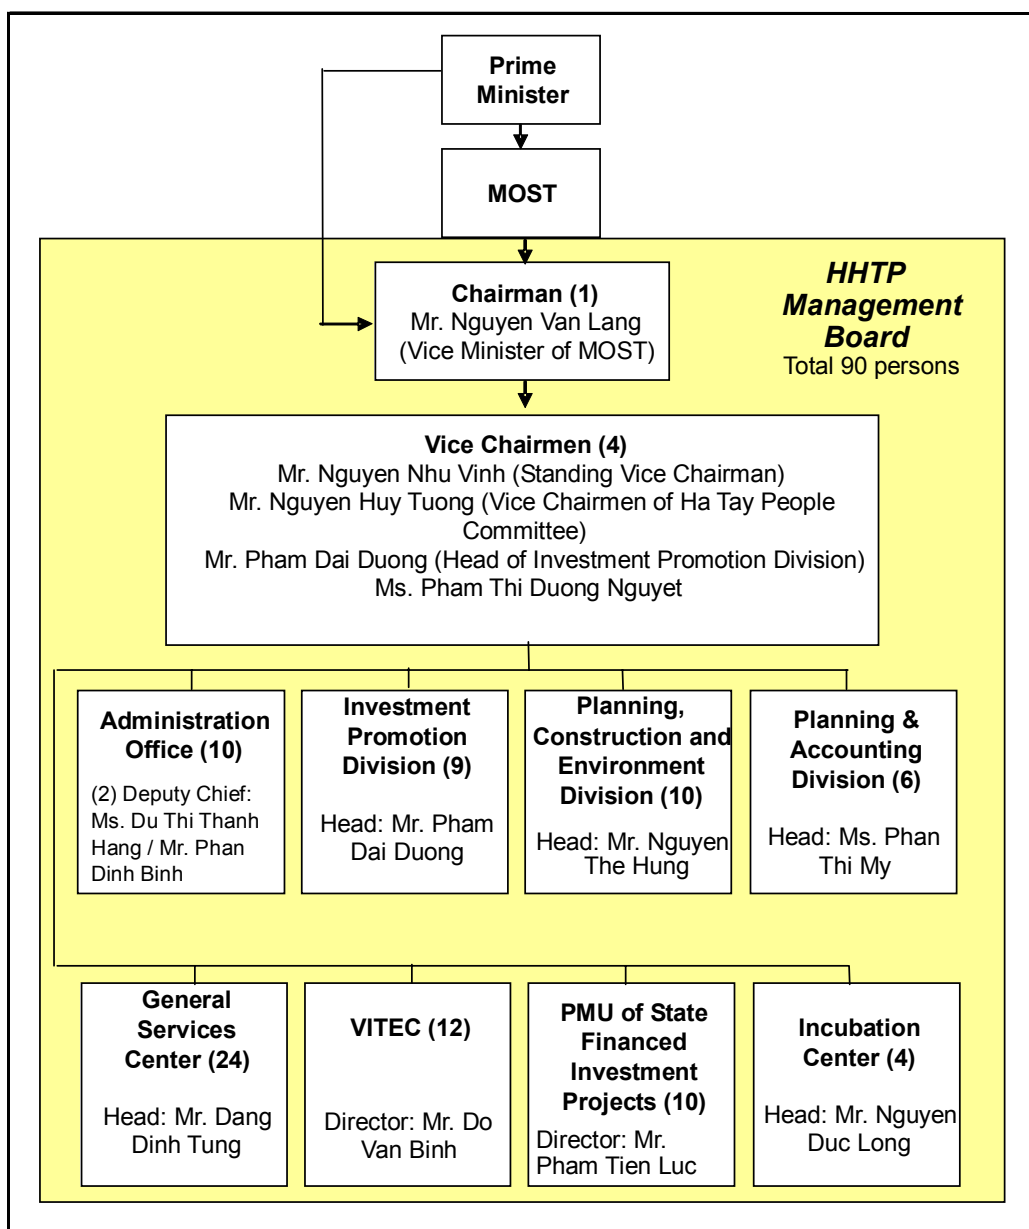 Prime
Minister
MOST
HHTP
Management
Board
Total 90 persons
Chairman (1)
Mr. Nguyen Van Lang
(Vice Minister of MOST)
Vice Chairmen (4)
Mr. Nguyen Nhu Vinh (Standing Vice Chairman)
Mr. Nguyen Huy Tuong (Vice Chairmen of Ha Tay People
Committee)
Mr. Pham Dai Duong (Head of Investment Promotion Division)
Ms. Pham Thi Duong Nguyet
Administration
Office (10)
(2) Deputy Chief:
Ms. Du Thi Thanh
Hang / Mr. Phan
Dinh Binh
Investment
Promotion
Division (9)
Head: Mr. Pham
Dai Duong
Planning,
Construction and
Environment
Division (10)
Head: Mr. Nguyen
The Hung
Planning &
Accounting
Division (6)
Head: Ms. Phan
Thi My
General
Services
Center (24)
Head: Mr. Dang
Dinh Tung
VITEC (12)
Director: Mr. Do
Van Binh
PMU of State
Financed
Investment
Projects (10)
Director: Mr.
Pham Tien Luc
Incubation
Center (4)
Head: Mr. Nguyen
Duc Long